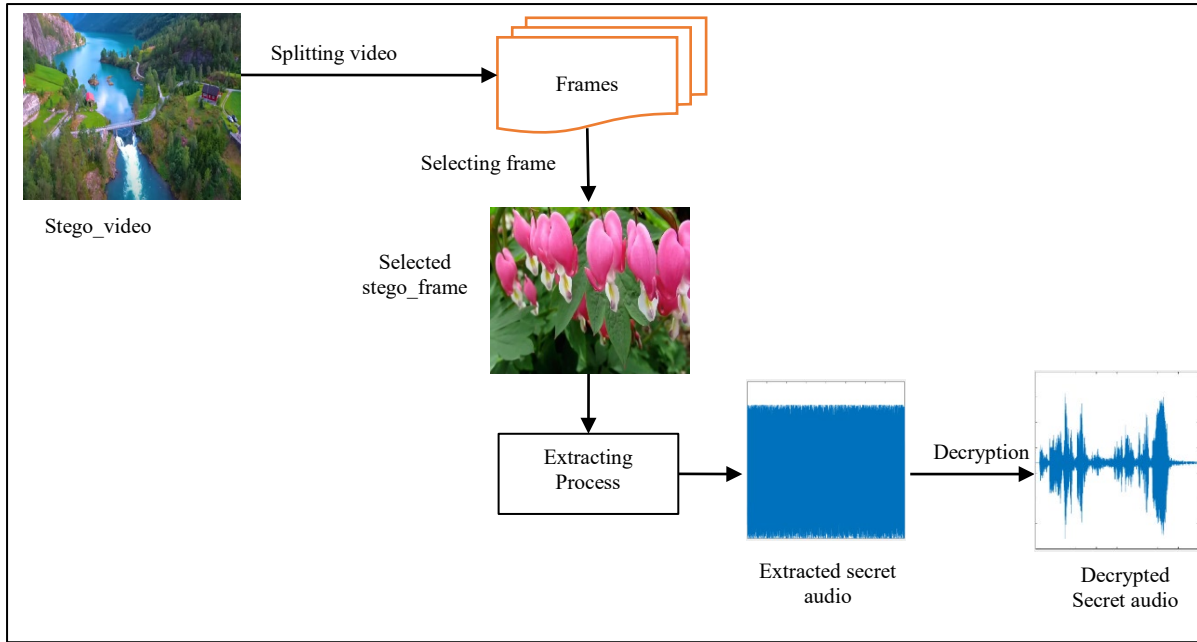 Splitting video
Frames
Stego_video
Selecting frame
Selected
stego_frame
Extracting
Process
Extracted secret
audio
Decryption
Decrypted
Secret audio